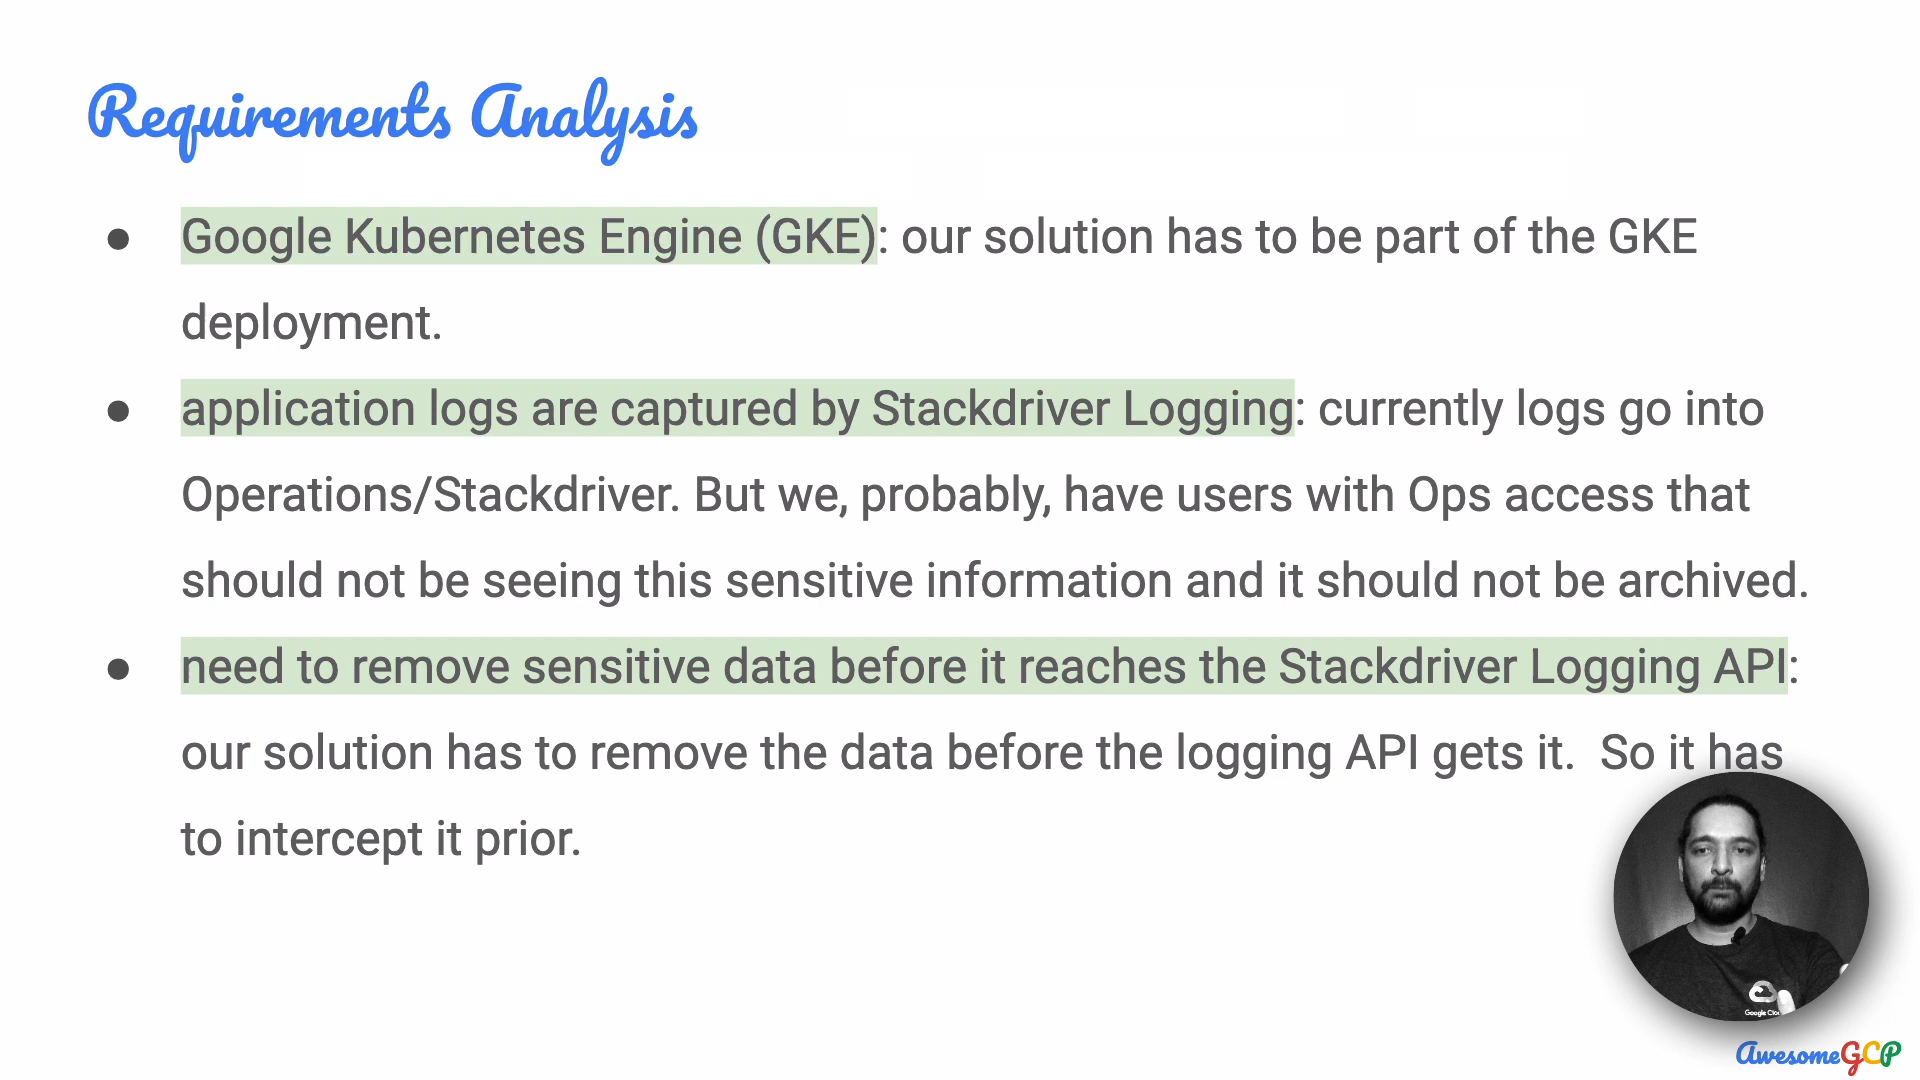 Requirements Analysis
● Google Kubernetes Engine (GKE): our solution has to be part of the GKE
deployment.
● application logs are captured by Stackdriver Logging: currently logs go into
Operations/Stackdriver. But we, probably, have users with Ops access that
should not be seeing this sensitive information and it should not be archived.
● need to remove sensitive data before it reaches the Stackdriver Logging API:
our solution has to remove the data before the logging API gets it.  So it has
to intercept it prior.
Google Clo
AwesomeGCP